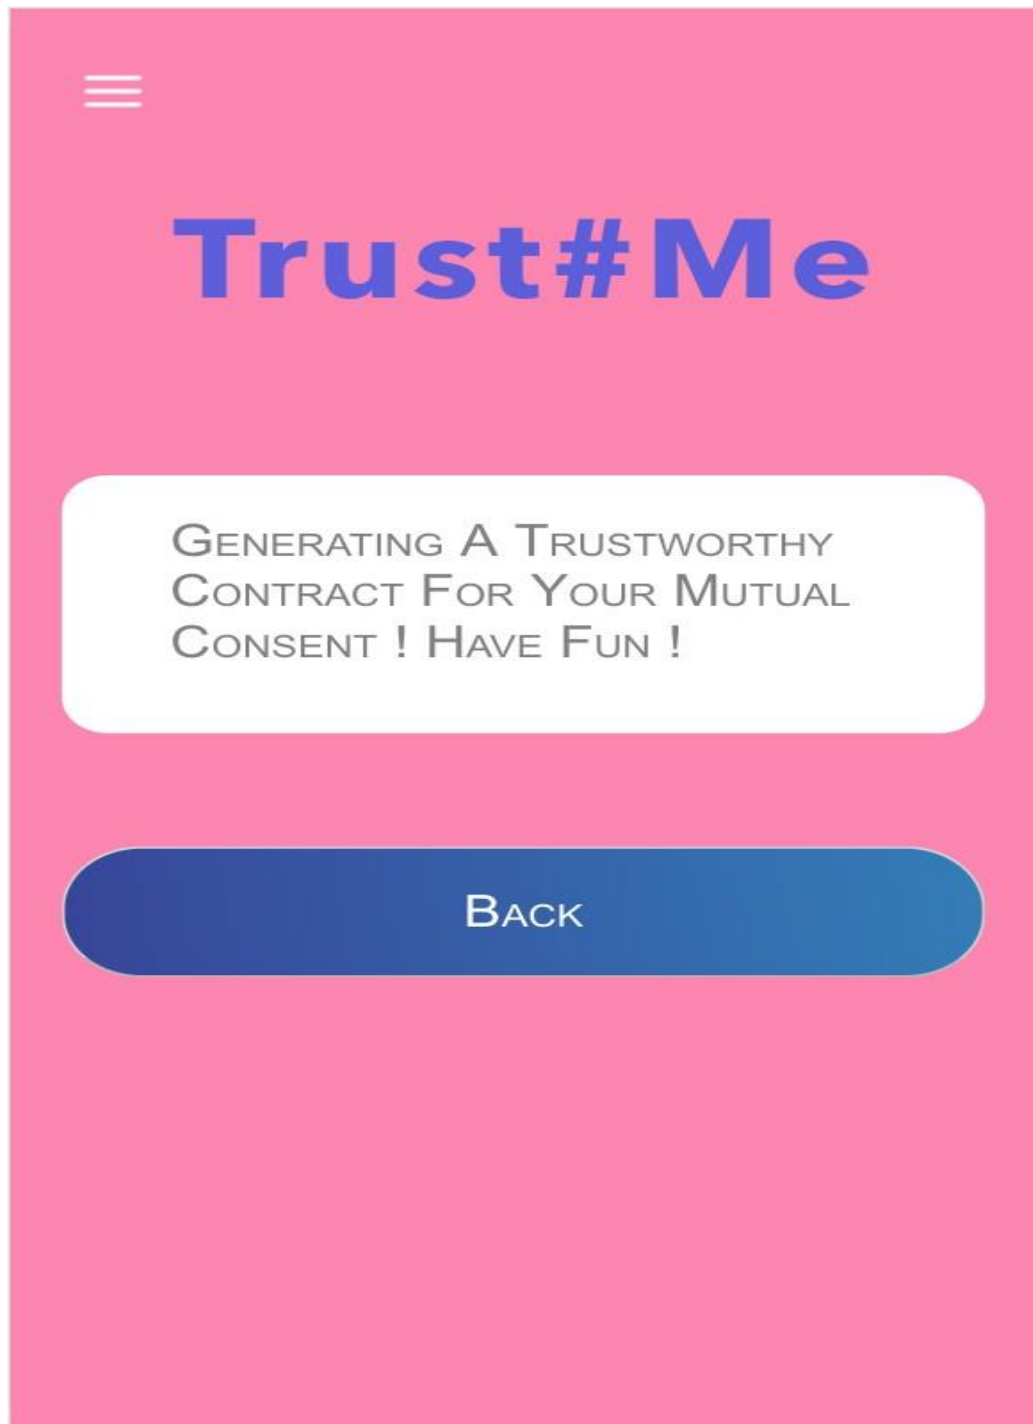 Trust#Me
Generating A Trustworthy
Contract For Your Mutual
Consent ! Have Fun !
Back